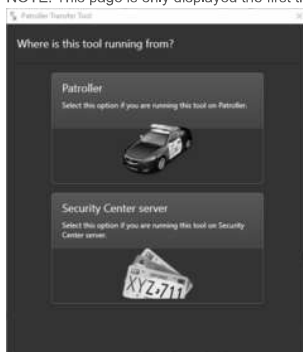 NOTE: This page is only displayed the first t
Patroller Transfer Tool
Where is this tool running from?
Patroller
Select this option if you are running this tool on Patroller.
Security Center server
Select this option if you are running this tool on Security
Center server.
XYZ•711